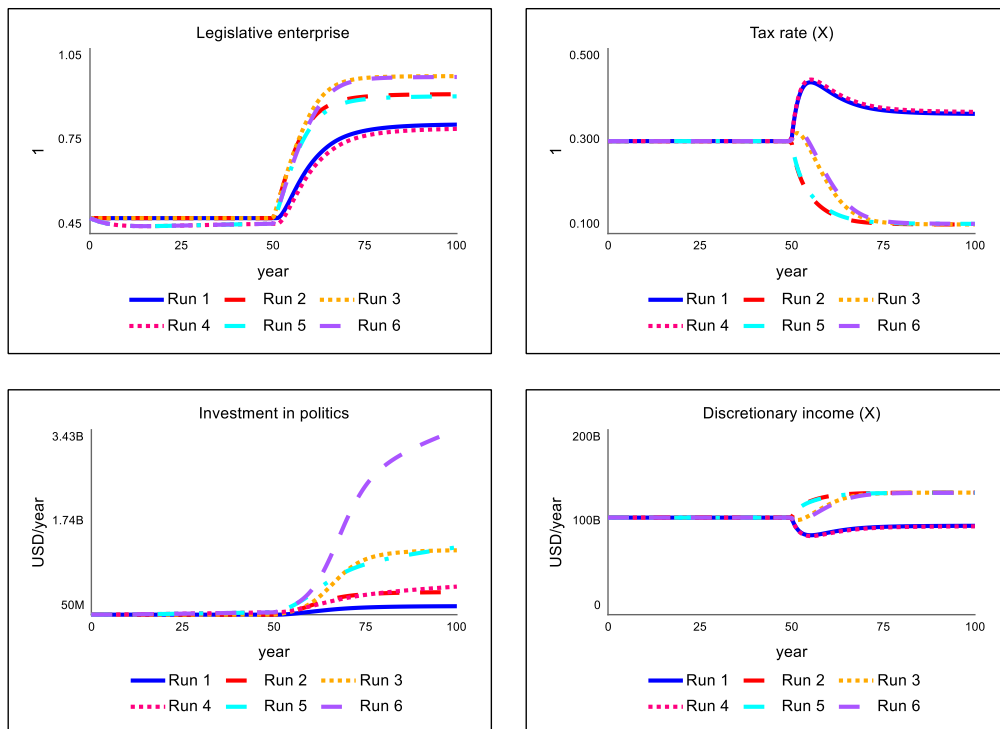 Legislative enterprise
1.05
0.75
0.45
1
0 25 50 75 100
year
Run 1 Run 2 Run 3
Run 4 Run 5 Run 6
Tax rate (X)
0.500
0.300
0.100
1
0 25 50 75 100
year
Run 1 Run 2 Run 3
Run 4 Run 5 Run 6
Investment in politics
3.43B
1.74B
50M
USD/year
0 25 50 75 100
year
Run 1 Run 2 Run 3
Run 4 Run 5 Run 6
Discretionary income (X)
200B
100B
0
USD/year
0 25 50 75 100
year
Run 1 Run 2 Run 3
Run 4 Run 5 Run 6